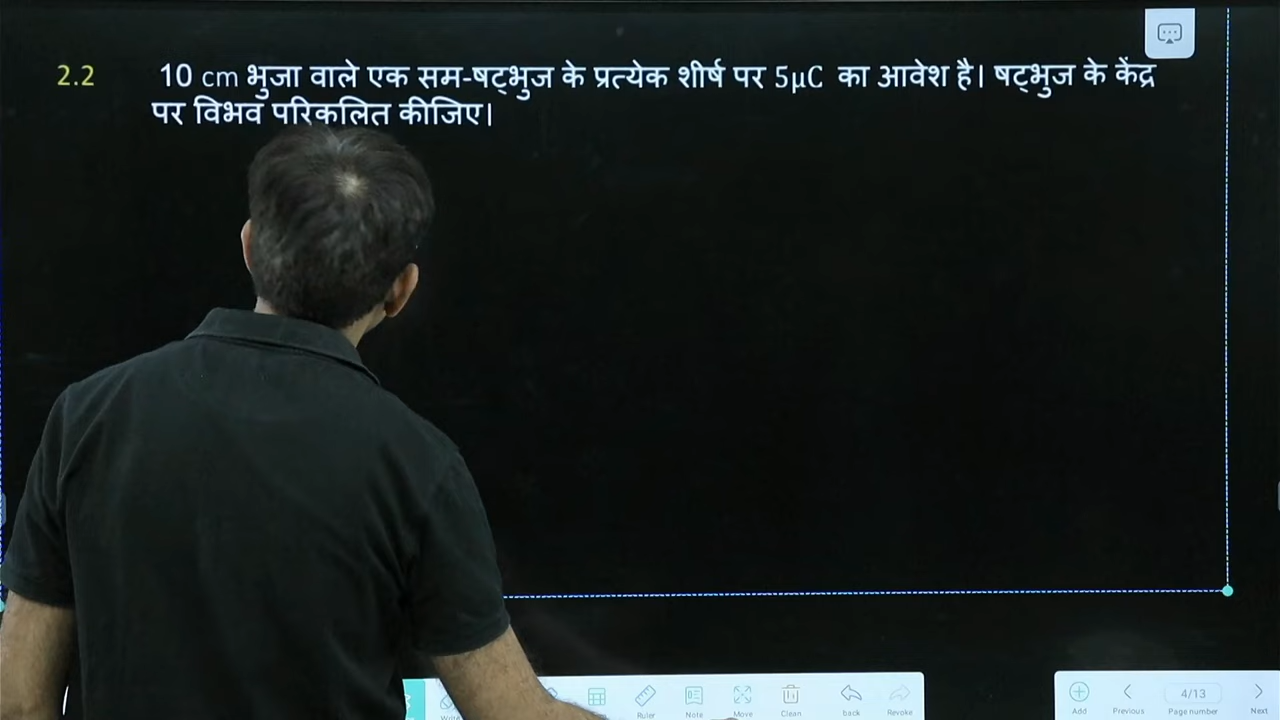 2.2 10 cm भुजा वाले एक सम-षट्भुज के प्रत्येक शीर्ष पर 5μC का आवेश है। षट्भुज के केंद्र
पर विभव परिकलित कीजिए।
Ruler Note Move Clean back Revoke
Add Previous 4/13 Page number Next